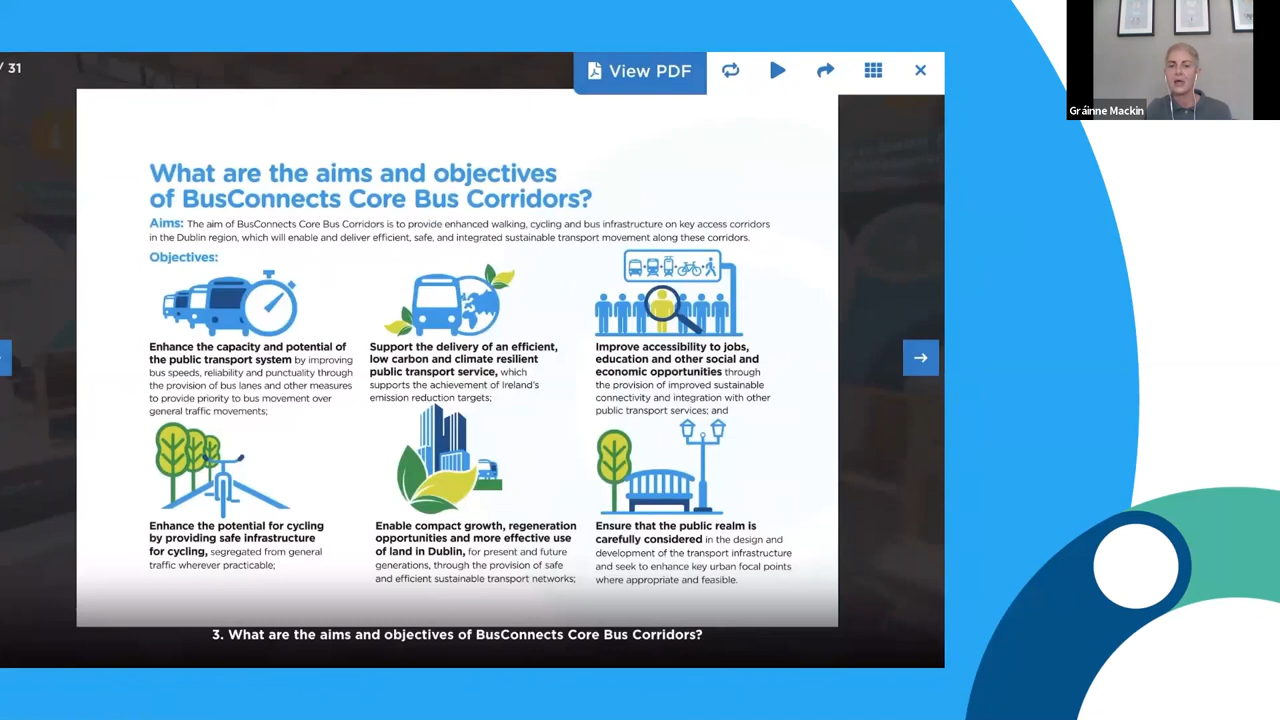 / 31
View PDF
Gráinne Mackin
What are the aims and objectives
of BusConnects Core Bus Corridors?
Aims: The aim of BusConnects Core Bus Corridors is to provide enhanced walking, cycling and bus infrastructure on key access corridors
in the Dublin region, which will enable and deliver efficient, safe, and integrated sustainable transport movement along these corridors.
Objectives:
Enhance the capacity and potential of
the public transport system by improving
bus speeds, reliability and punctuality through
the provision of bus lanes and other measures
to provide priority to bus movement over
general traffic movements;
Support the delivery of an efficient,
low carbon and climate resilient
public transport service, which
supports the achievement of Ireland's
emission reduction targets;
Improve accessibility to jobs,
education and other social and
economic opportunities through
the provision of improved sustainable
connectivity and integration with other
public transport services; and
Enhance the potential for cycling
by providing safe infrastructure
for cycling, segregated from general
traffic wherever practicable;
Enable compact growth, regeneration
opportunities and more effective use
of land in Dublin, for present and future
generations, through the provision of safe
and efficient sustainable transport networks;
Ensure that the public realm is
carefully considered in the design and
development of the transport infrastructure
and seek to enhance key urban focal points
where appropriate and feasible.
3. What are the aims and objectives of BusConnects Core Bus Corridors?